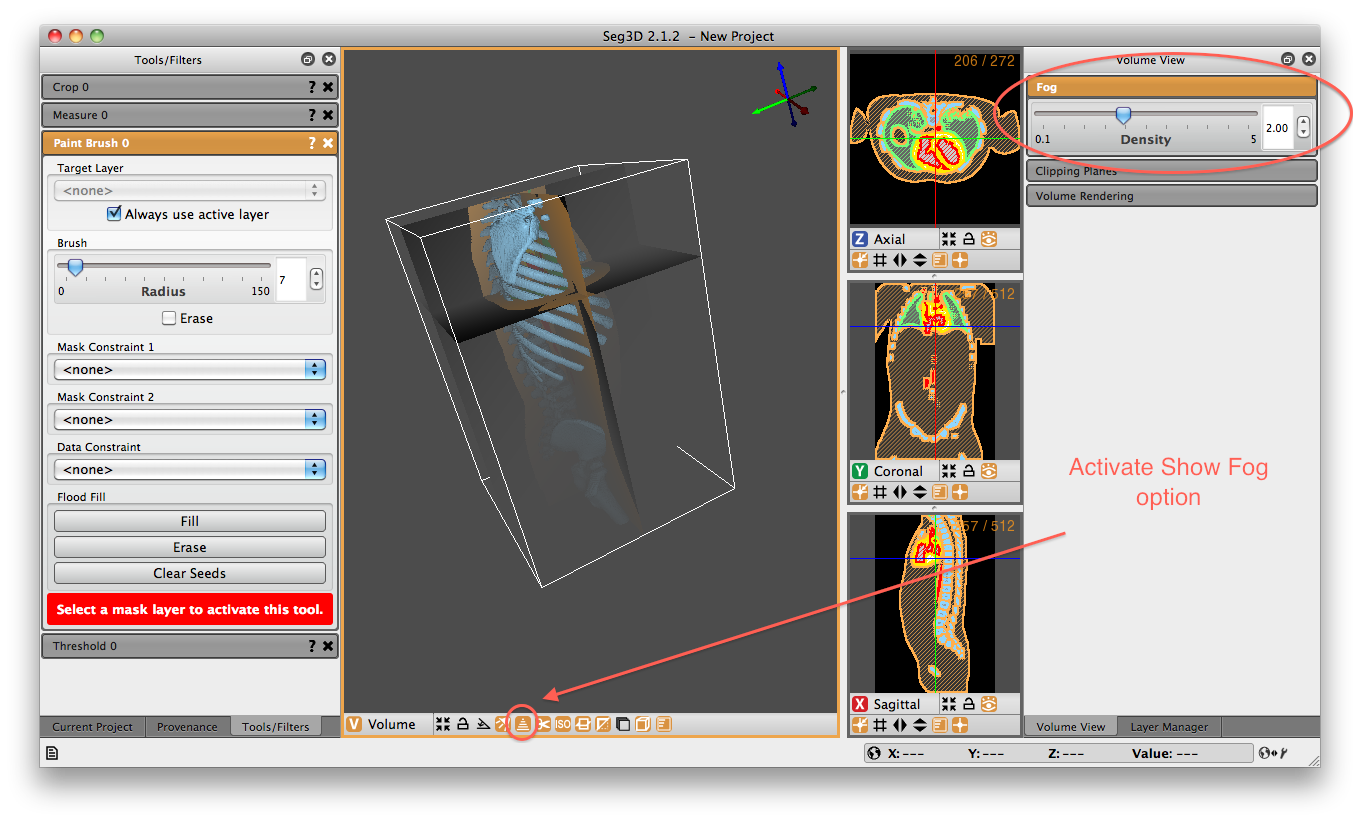 Seg3D 2.1.2 - New Project
Tools/Filters
Crop 0 ?
Measure 0 ?
Paint Brush 0 ?
Target Layer
<none>
Always use active layer
Brush
7
0 Radius 150
Erase
Mask Constraint 1
<none>
Mask Constraint 2
<none>
Data Constraint
<none>
Flood Fill
Fill
Erase
Clear Seeds
Select a mask layer to activate this tool.
Threshold 0 ?
Current Project Provenance Tools/Filters
V Volume ISO
206 / 272
Z Axial
257 / 512
Y Coronal
257 / 512
X Sagittal
Volume View
Fog
2.00
0.1 Density 5
Clipping Planes
Volume Rendering
Activate Show Fog
option
Volume View Layer Manager
X: --- Y: --- Z: --- Value: ---